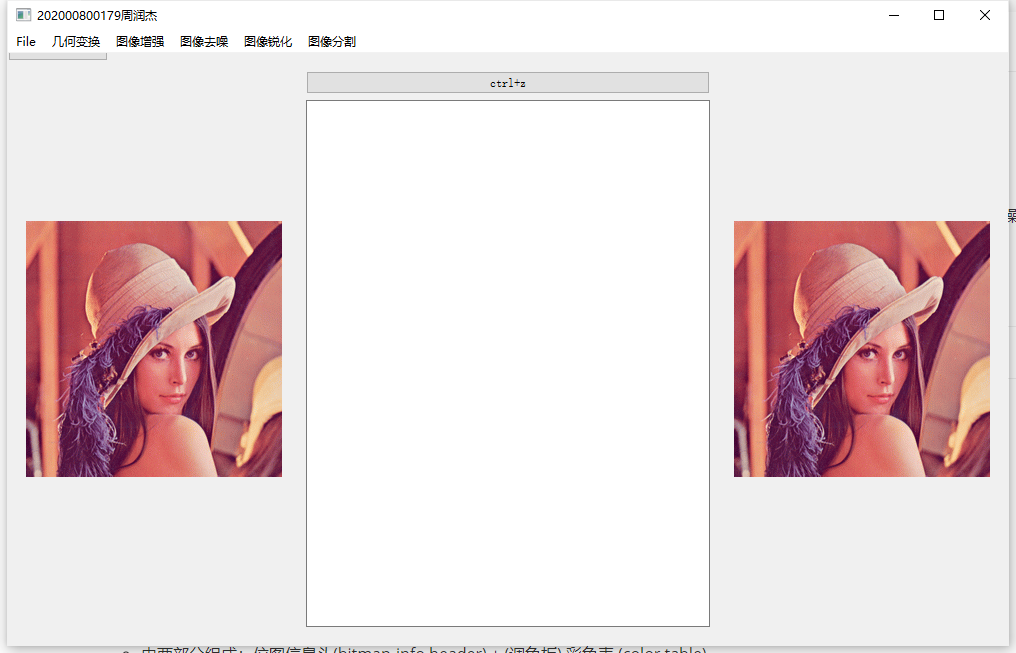 202000800179周润杰
File 几何变换 图像增强 图像去噪 图像锐化 图像分割
ctrl+z
由两部分组成：位图信息头(bitmap-info header) + (调色板) 彩色表 (color table)